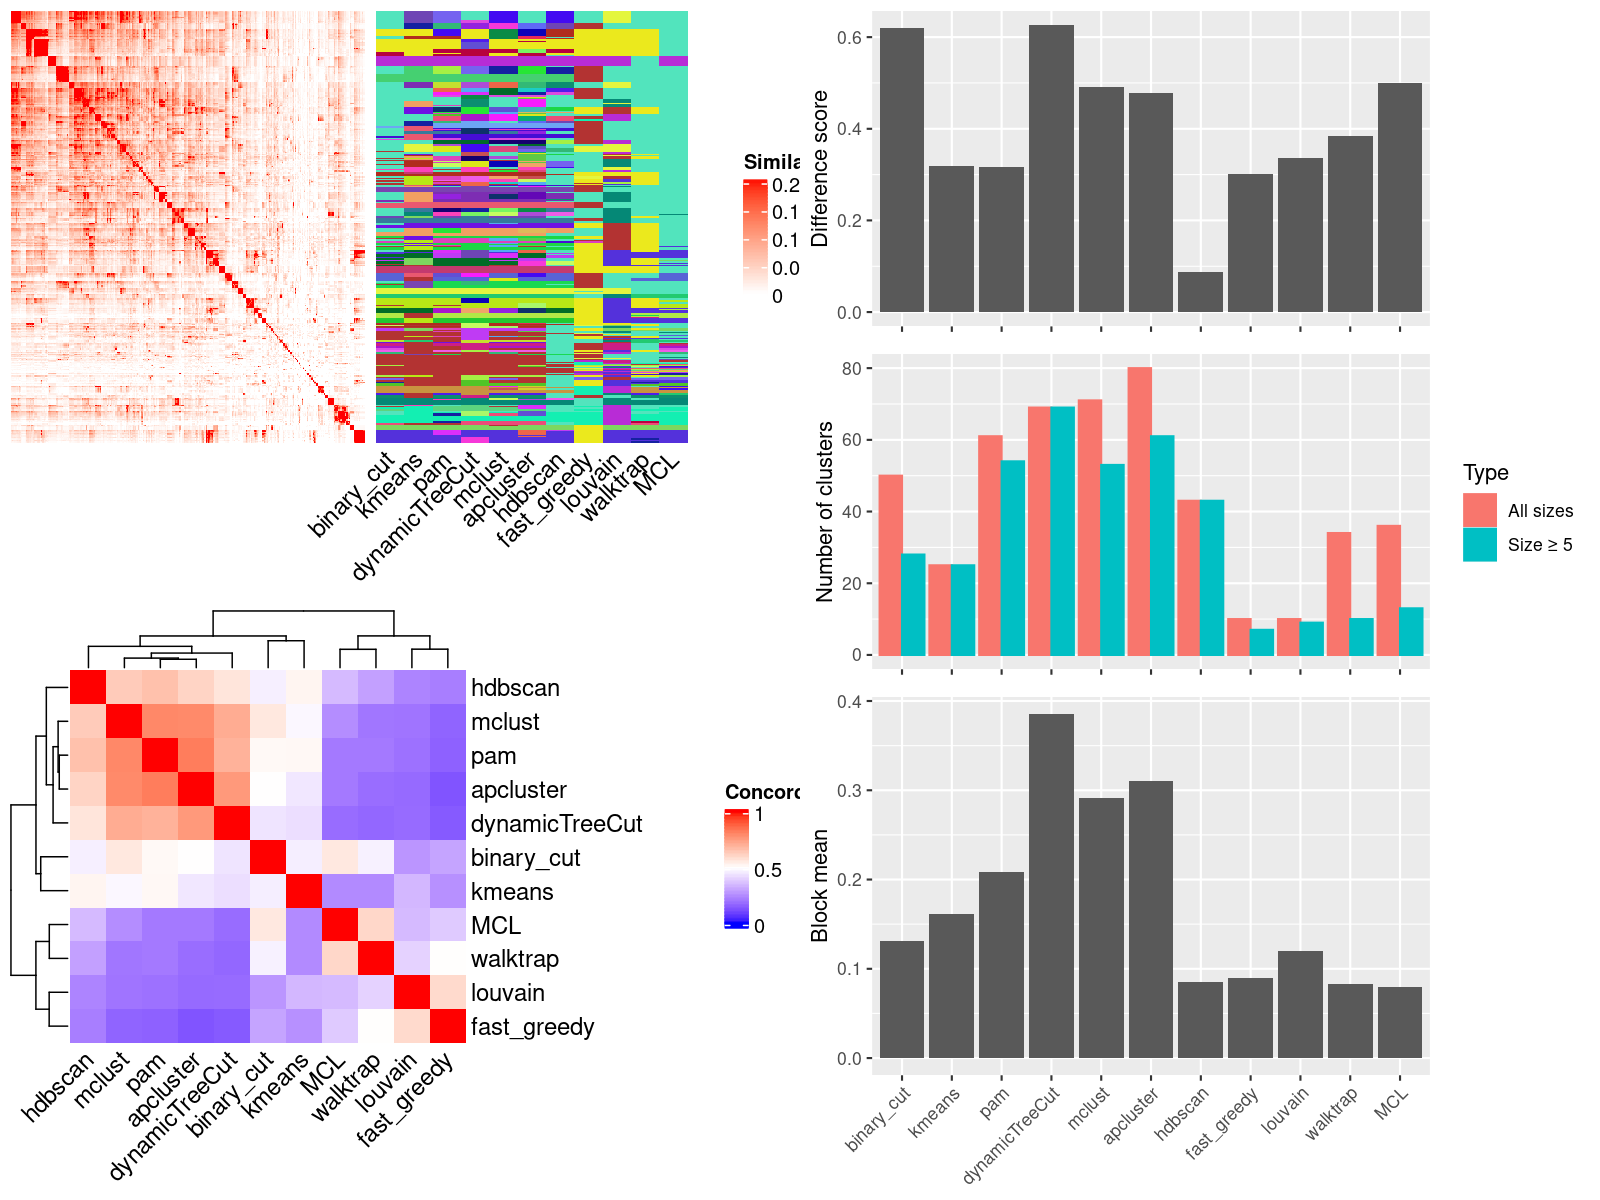 Simila
0.2
0.1
0.1
0.0
0
binary_cut
kmeans
pam
dynamicTreeCut
mclust
apcluster
hdbscan
fast_greedy
louvain
walktrap
MCL
hdbscan
mclust
pam
apcluster
dynamicTreeCut
binary_cut
kmeans
MCL
walktrap
louvain
fast_greedy
hdbscan
mclust
pam
apcluster
dynamicTreeCut
binary_cut
kmeans
MCL
walktrap
louvain
fast_greedy
Concord
1
0.5
0
Difference score
0.6
0.4
0.2
0.0
Number of clusters
80
60
40
20
0
Type
All sizes
Size ≥ 5
Block mean
0.4
0.3
0.2
0.1
0.0
binary_cut
kmeans
pam
dynamicTreeCut
mclust
apcluster
hdbscan
fast_greedy
louvain
walktrap
MCL